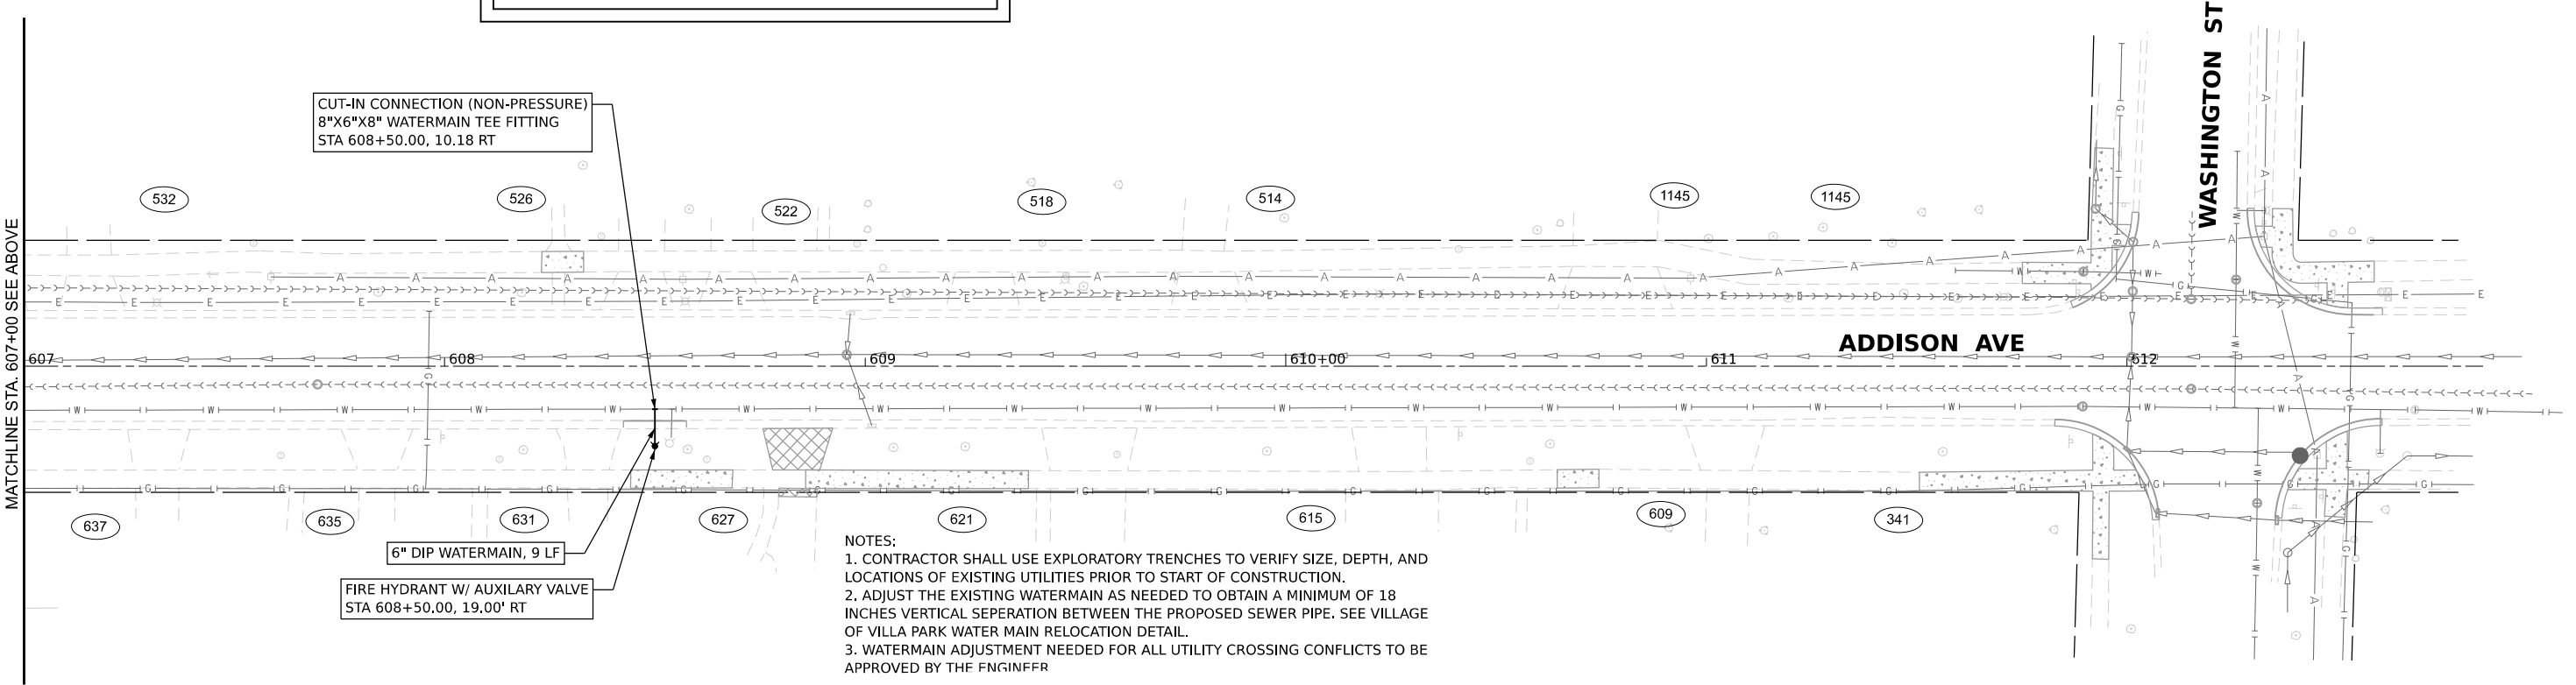 WASHINGTON ST
CUT-IN CONNECTION (NON-PRESSURE)
8"X6"X8" WATERMAIN TEE FITTING
STA 608+50.00, 10.18 RT
MATCHLINE STA. 607+00 SEE ABOVE
532
526
522
518
514
1145
1145
ADDISON AVE
607
608
609
610+00
611
612
637
635
631
627
621
615
609
341
6" DIP WATERMAIN, 9 LF
FIRE HYDRANT W/ AUXILARY VALVE
STA 608+50.00, 19.00' RT
NOTES:
1. CONTRACTOR SHALL USE EXPLORATORY TRENCHES TO VERIFY SIZE, DEPTH, AND
LOCATIONS OF EXISTING UTILITIES PRIOR TO START OF CONSTRUCTION.
2. ADJUST THE EXISTING WATERMAIN AS NEEDED TO OBTAIN A MINIMUM OF 18
INCHES VERTICAL SEPERATION BETWEEN THE PROPOSED SEWER PIPE. SEE VILLAGE
OF VILLA PARK WATER MAIN RELOCATION DETAIL.
3. WATERMAIN ADJUSTMENT NEEDED FOR ALL UTILITY CROSSING CONFLICTS TO BE
APPROVED BY THE ENGINEER